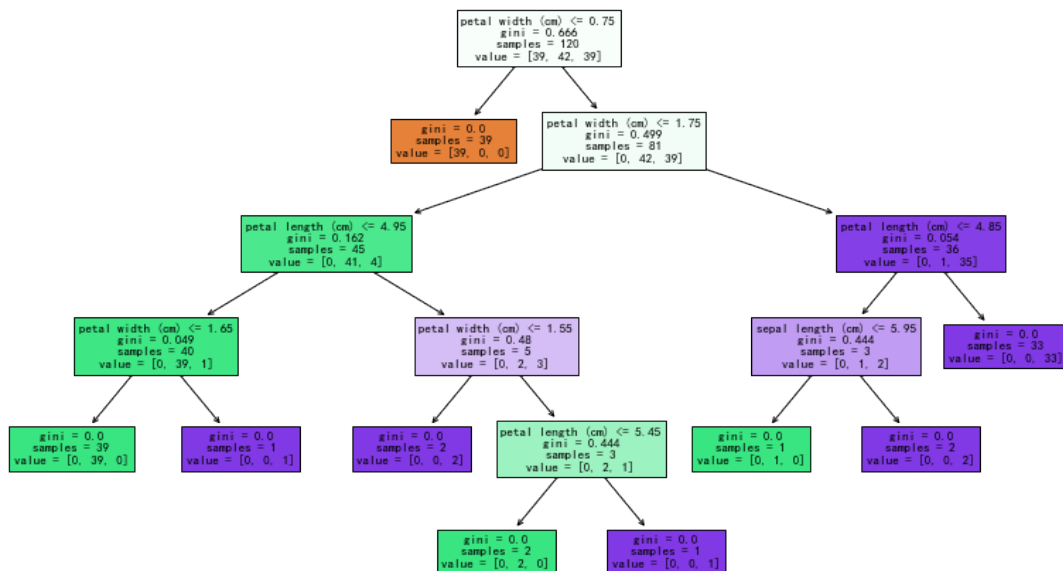 petal width (cm) <= 0.75
gini = 0.666
samples = 120
value = [39, 42, 39]
gini = 0.0
samples = 39
value = [39, 0, 0]
petal width (cm) <= 1.75
gini = 0.499
samples = 81
value = [0, 42, 39]
petal length (cm) <= 4.95
gini = 0.162
samples = 45
value = [0, 41, 4]
petal length (cm) <= 4.85
gini = 0.054
samples = 36
value = [0, 1, 35]
petal width (cm) <= 1.65
gini = 0.049
samples = 40
value = [0, 39, 1]
petal width (cm) <= 1.55
gini = 0.48
samples = 5
value = [0, 2, 3]
sepal length (cm) <= 5.95
gini = 0.444
samples = 3
value = [0, 1, 2]
gini = 0.0
samples = 33
value = [0, 0, 33]
gini = 0.0
samples = 39
value = [0, 39, 0]
gini = 0.0
samples = 1
value = [0, 0, 1]
gini = 0.0
samples = 2
value = [0, 0, 2]
petal length (cm) <= 5.45
gini = 0.444
samples = 3
value = [0, 2, 1]
gini = 0.0
samples = 1
value = [0, 1, 0]
gini = 0.0
samples = 2
value = [0, 0, 2]
gini = 0.0
samples = 2
value = [0, 2, 0]
gini = 0.0
samples = 1
value = [0, 0, 1]